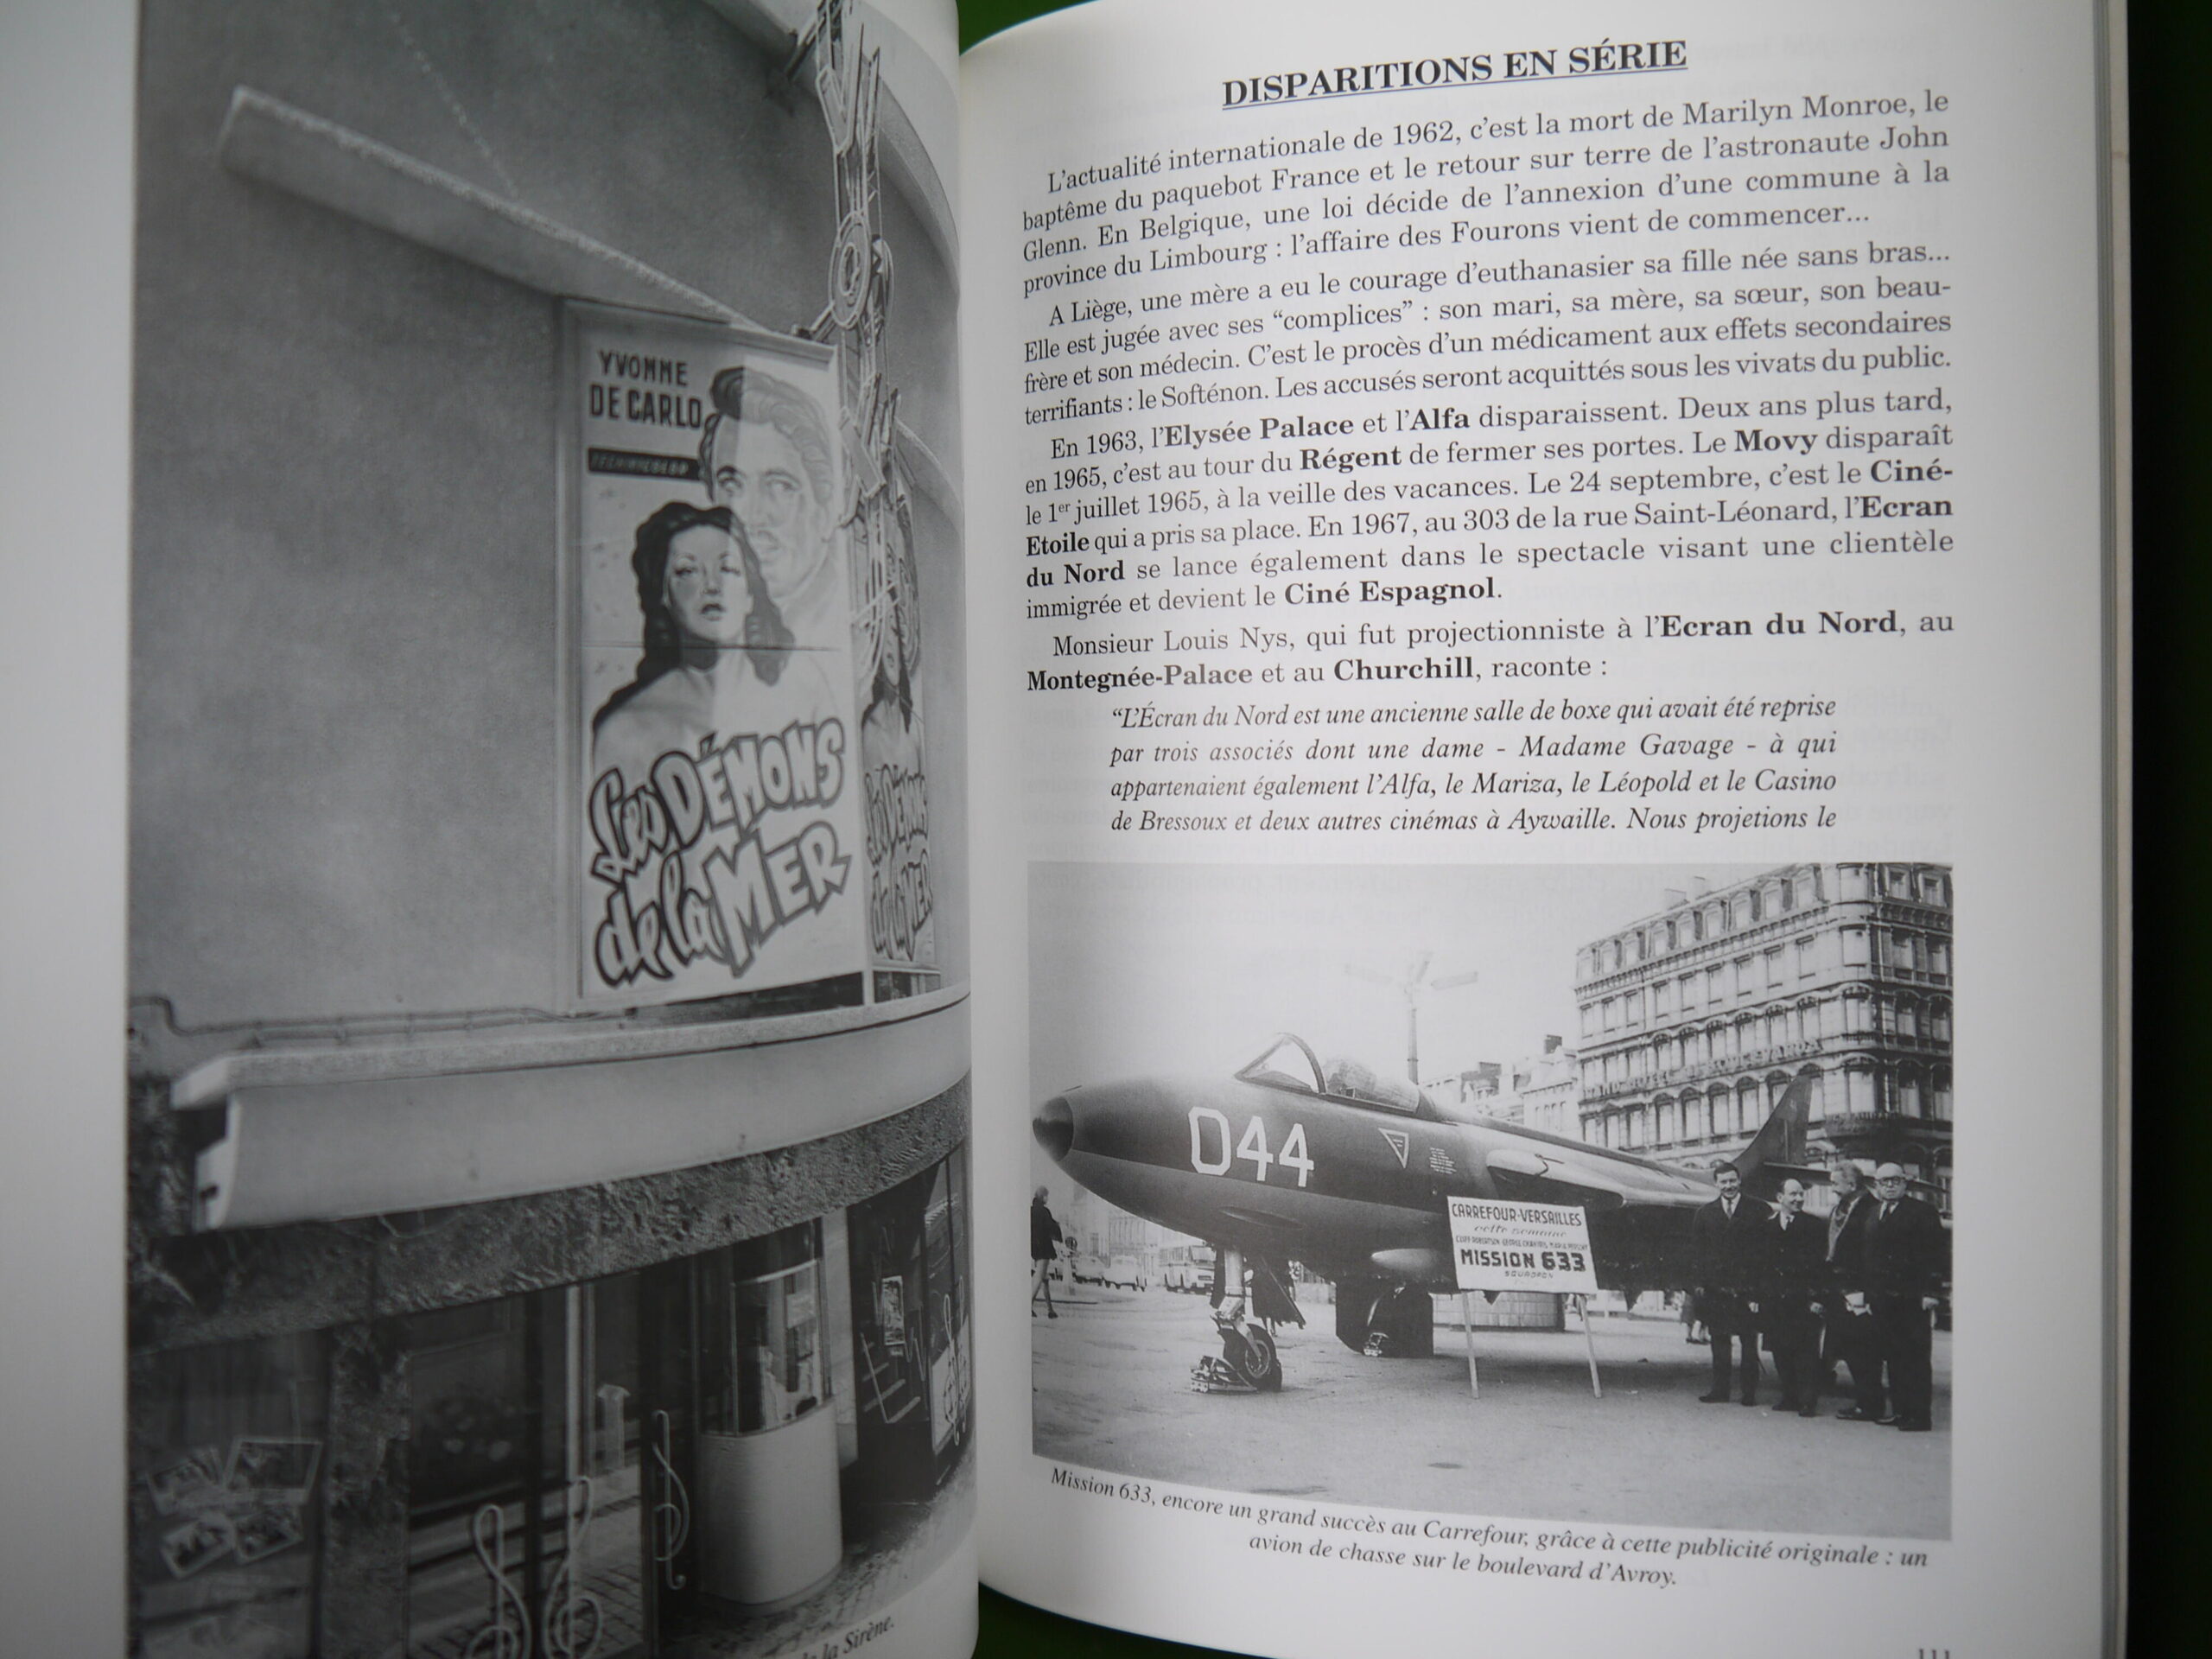 YVONNE
DE CARLO
TECHNICOLOR
Les DÉMONS
de la MER
de la Sirène.
DISPARITIONS EN SÉRIE
L'actualité internationale de 1962, c'est la mort de Marilyn Monroe, le
baptême du paquebot France et le retour sur terre de l'astronaute John
Glenn. En Belgique, une loi décide de l'annexion d'une commune à la
province du Limbourg : l'affaire des Fourons vient de commencer...
A Liège, une mère a eu le courage d'euthanasier sa fille née sans bras...
Elle est jugée avec ses “complices” : son mari, sa mère, sa sœur, son beau-
frère et son médecin. C'est le procès d'un médicament aux effets secondaires
terrifiants : le Softénon. Les accusés seront acquittés sous les vivats du public.
En 1963, l'Elysée Palace et l'Alfa disparaissent. Deux ans plus tard,
en 1965, c'est au tour du Régent de fermer ses portes. Le Movy disparaît
le 1er juillet 1965, à la veille des vacances. Le 24 septembre, c'est le Ciné-
Etoile qui a pris sa place. En 1967, au 303 de la rue Saint-Léonard, l'Ecran
du Nord se lance également dans le spectacle visant une clientèle
immigrée et devient le Ciné Espagnol.
Monsieur Louis Nys, qui fut projectionniste à l'Ecran du Nord, au
Montegnée-Palace et au Churchill, raconte :
“L'Écran du Nord est une ancienne salle de boxe qui avait été reprise
par trois associés dont une dame - Madame Gavage - à qui
appartenaient également l'Alfa, le Mariza, le Léopold et le Casino
de Bressoux et deux autres cinémas à Aywaille. Nous projetions le
D44
CARREFOUR-VERSAILLES
cette semaine
MISSION 633
SQUADRON
Mission 633, encore un grand succès au Carrefour, grâce à cette publicité originale : un
avion de chasse sur le boulevard d'Avroy.
111